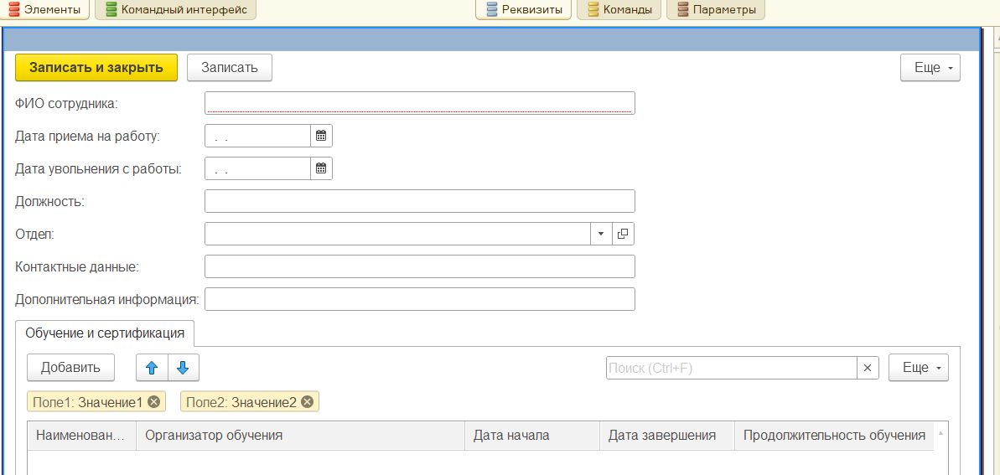 Элементы Командный интерфейс Реквизиты Команды Параметры
Записать и закрыть Записать Еще
ФИО сотрудника:
Дата приема на работу: . .
Дата увольнения с работы: . .
Должность:
Отдел:
Контактные данные:
Дополнительная информация:
Обучение и сертификация
Добавить Поиск (Ctrl+F) Еще
Поле1: Значение1 Поле2: Значение2
Наименован... Организатор обучения Дата начала Дата завершения Продолжительность обучения